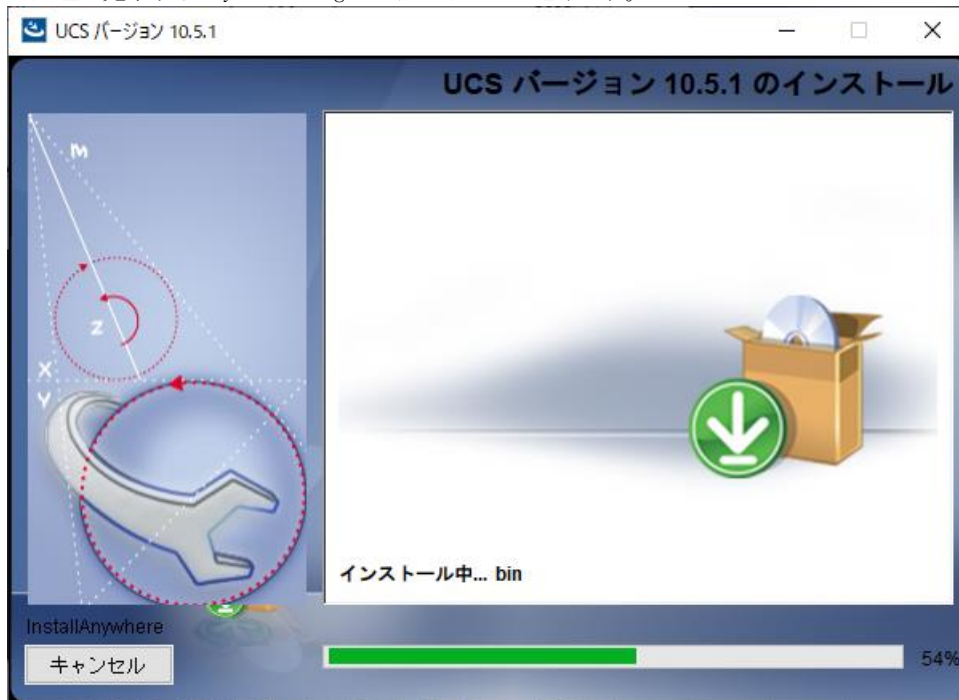 UCS バージョン 10.5.1
UCS バージョン 10.5.1 のインストール
M
Z
X
Y
インストール中... bin
InstallAnywhere
キャンセル
54%